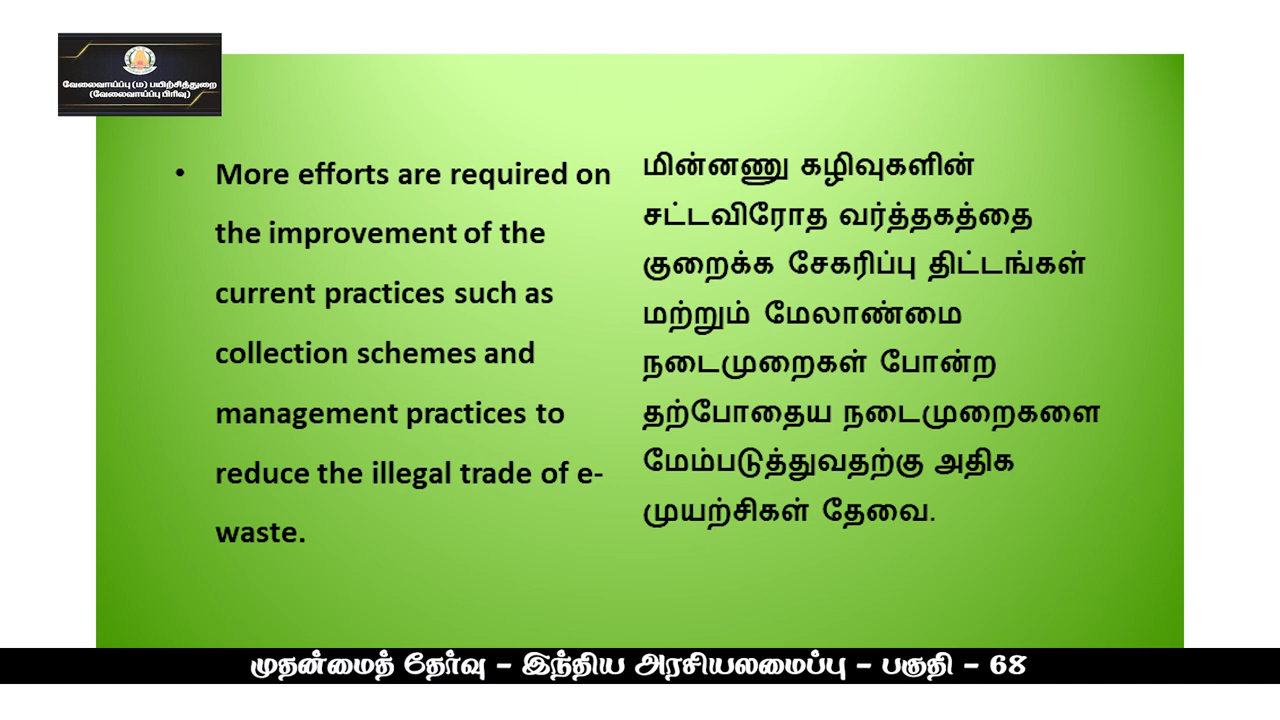 வேலைவாய்ப்பு (ம) பயிற்சித்துறை
(வேலைவாய்ப்பு பிரிவு)
• More efforts are required on
the improvement of the
current practices such as
collection schemes and
management practices to
reduce the illegal trade of e-
waste.
மின்னணு கழிவுகளின்
சட்டவிரோத வர்த்தகத்தை
குறைக்க சேகரிப்பு திட்டங்கள்
மற்றும் மேலாண்மை
நடைமுறைகள் போன்ற
தற்போதைய நடைமுறைகளை
மேம்படுத்துவதற்கு அதிக
முயற்சிகள் தேவை.
முதன்மைத் தேர்வு – இந்திய அரசியலமைப்பு – பகுதி – 68